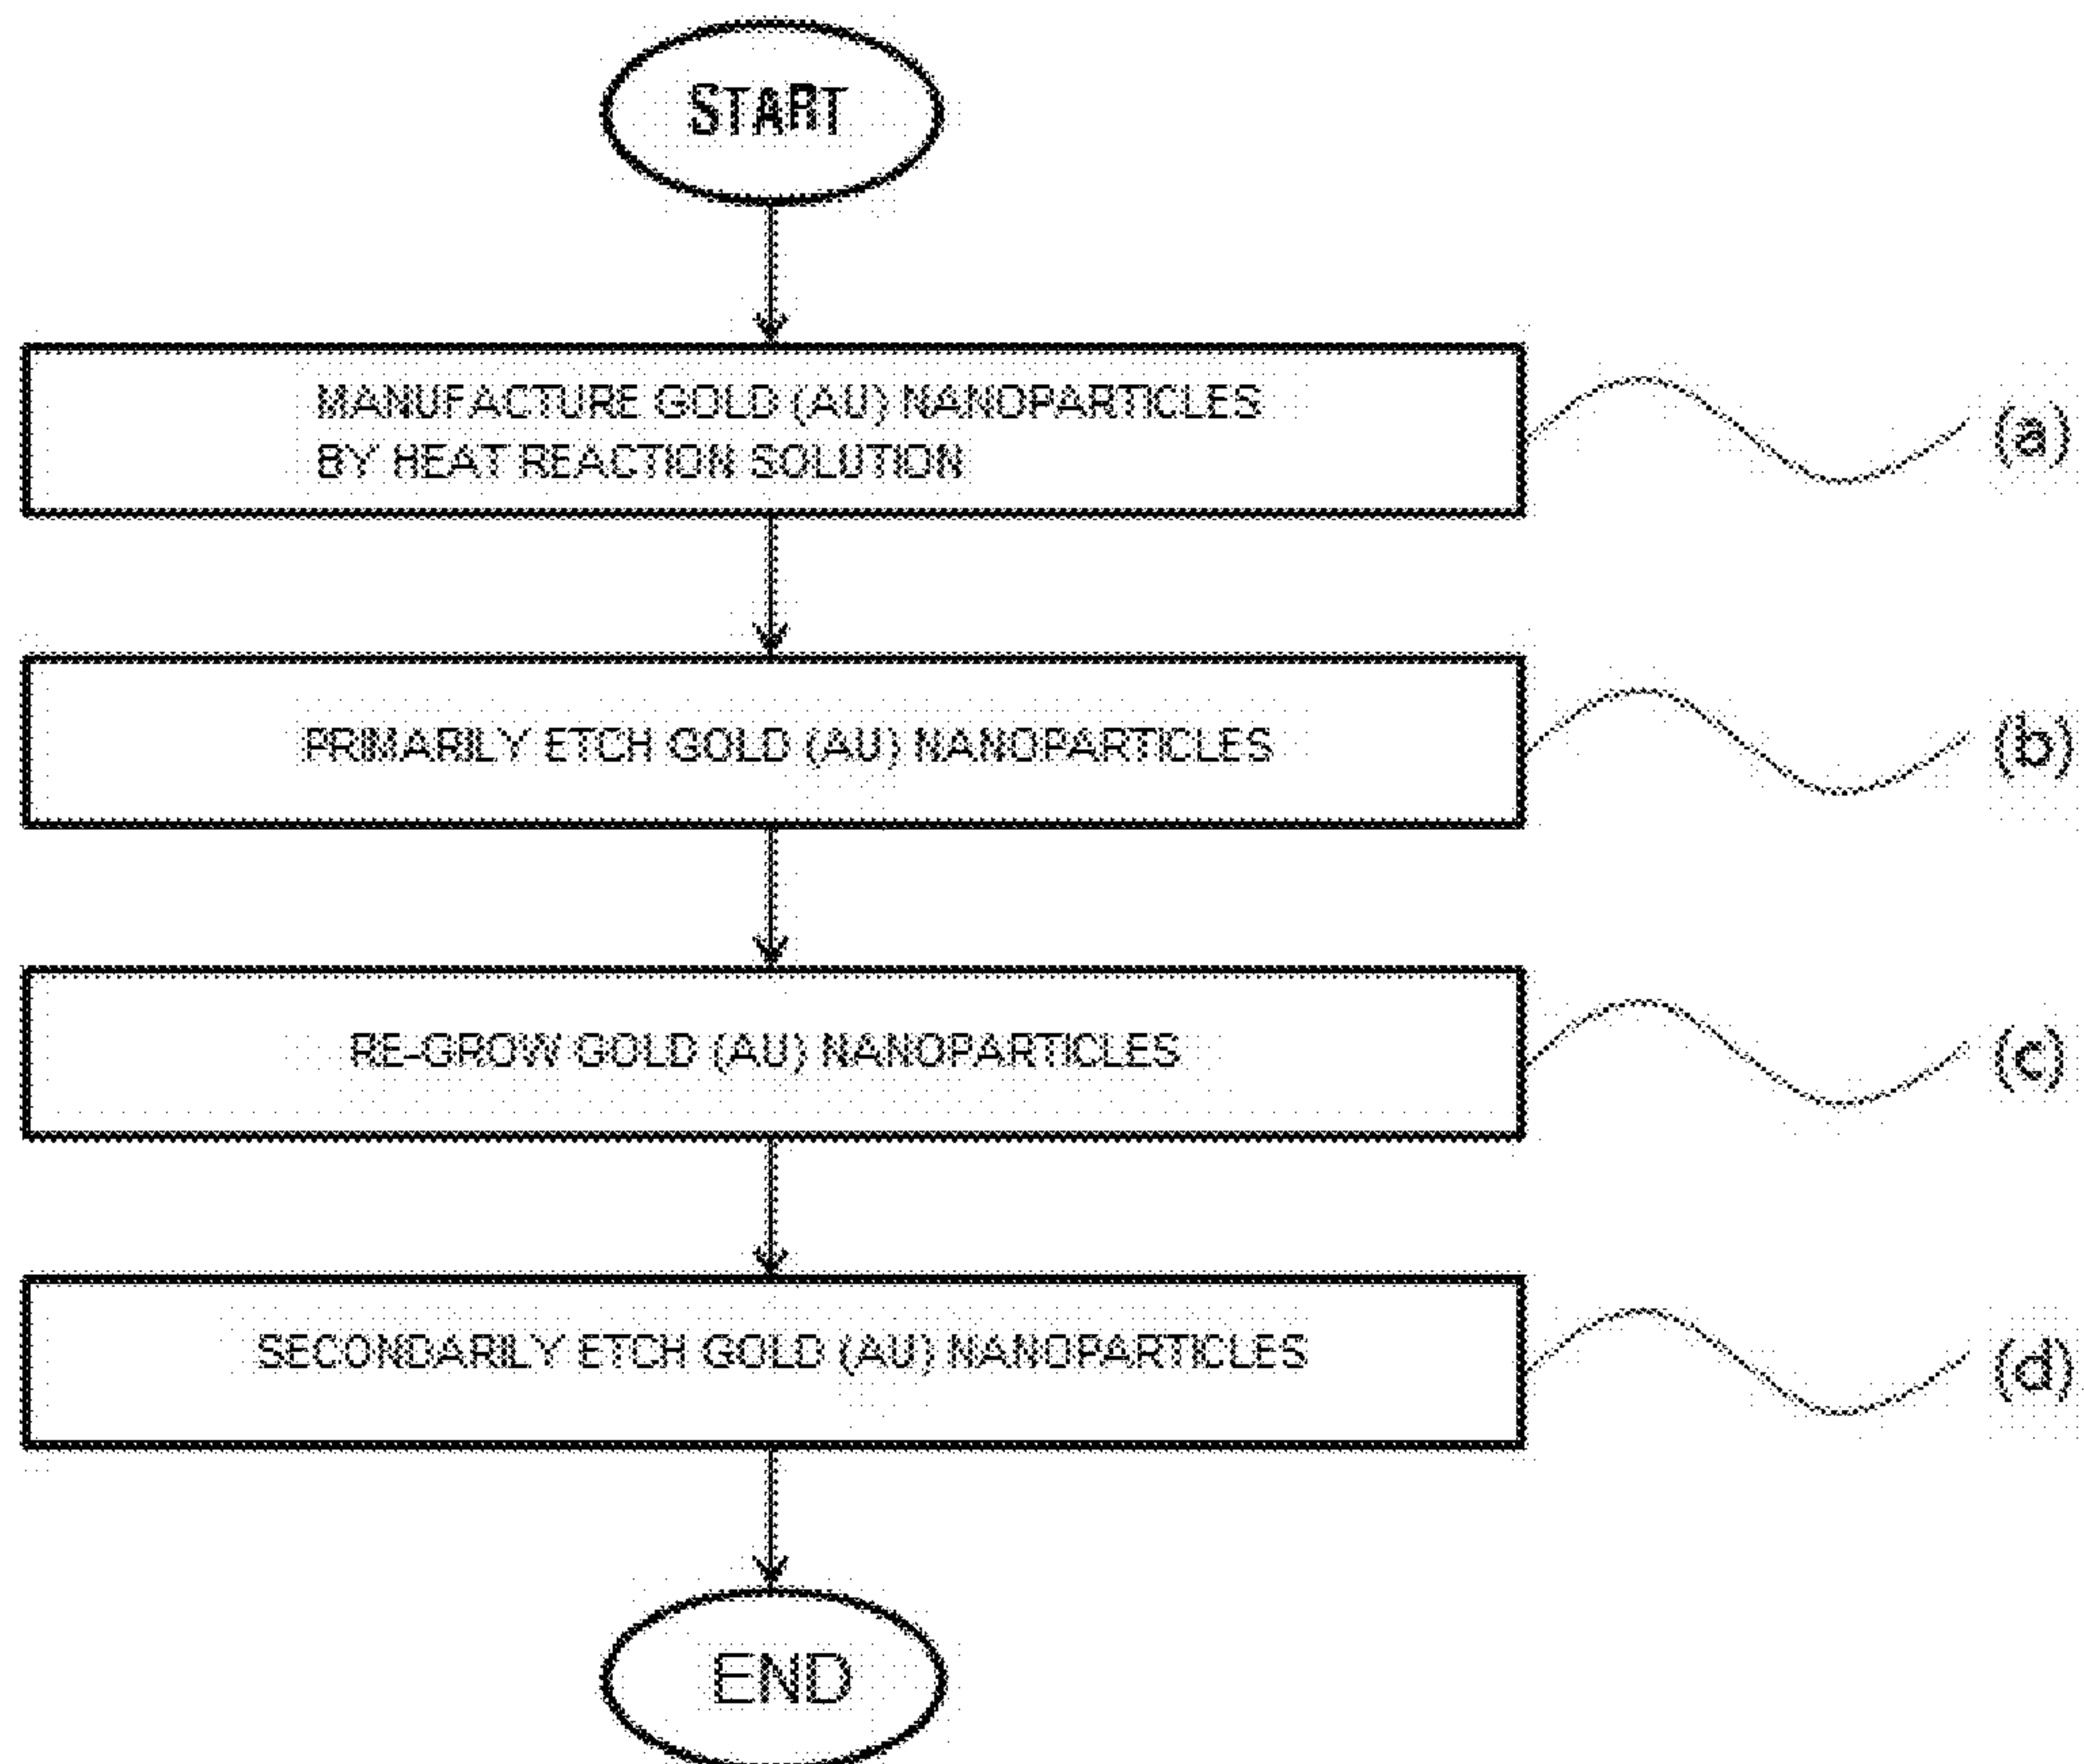 START
MANUFACTURE GOLD (AU) NANOPARTICLES
BY HEAT REACTION SOLUTION
(a)
PRIMARILY ETCH GOLD (AU) NANOPARTICLES
(b)
RE-GROW GOLD (AU) NANOPARTICLES
(c)
SECONDARILY ETCH GOLD (AU) NANOPARTICLES
(d)
END